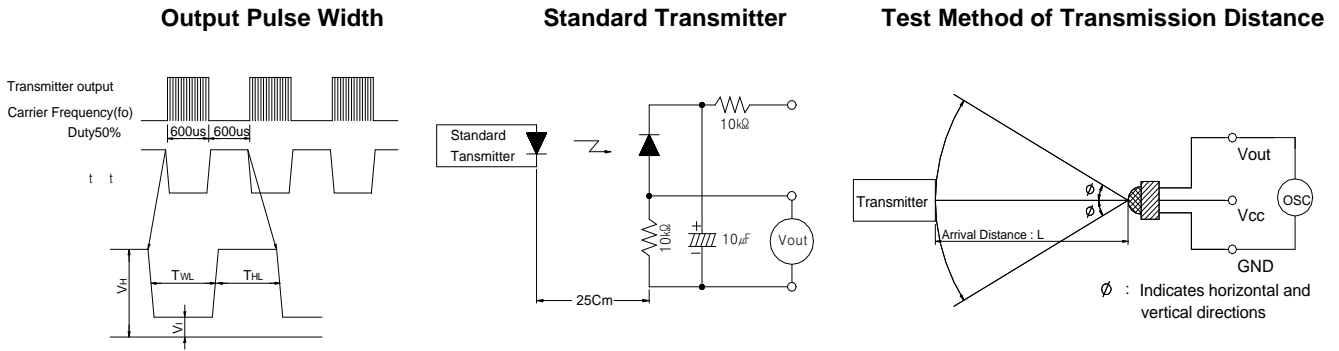 Output Pulse Width
Transmitter output
Carrier Frequency(fo)
Duty50%
600us
600us
t t
VH
TWL
THL
VI
Standard Transmitter
Standard
Tansmitter
10kΩ
10kΩ
10μF
+
Vout
25Cm
Test Method of Transmission Distance
Transmitter
ϕ
ϕ
Arrival Distance : L
Vout
Vcc
OSC
GND
ϕ : Indicates horizontal and
vertical directions